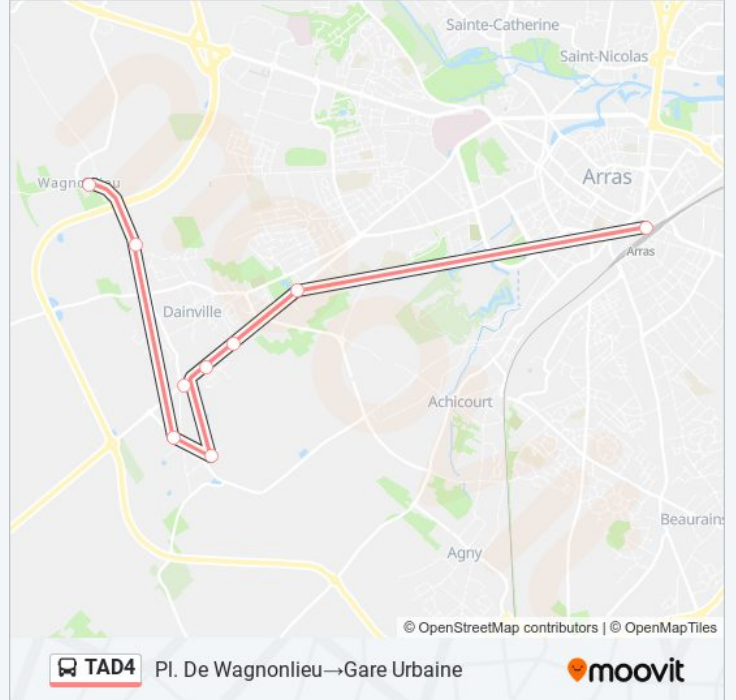 Sainte-Catherine
Saint-Nicolas
Arras
Arras
Dainville
Achicourt
Beaurains
Agny
© OpenStreetMap contributors | © OpenMapTiles
TAD4 Pl. De Wagnonlieu→Gare Urbaine
moovit